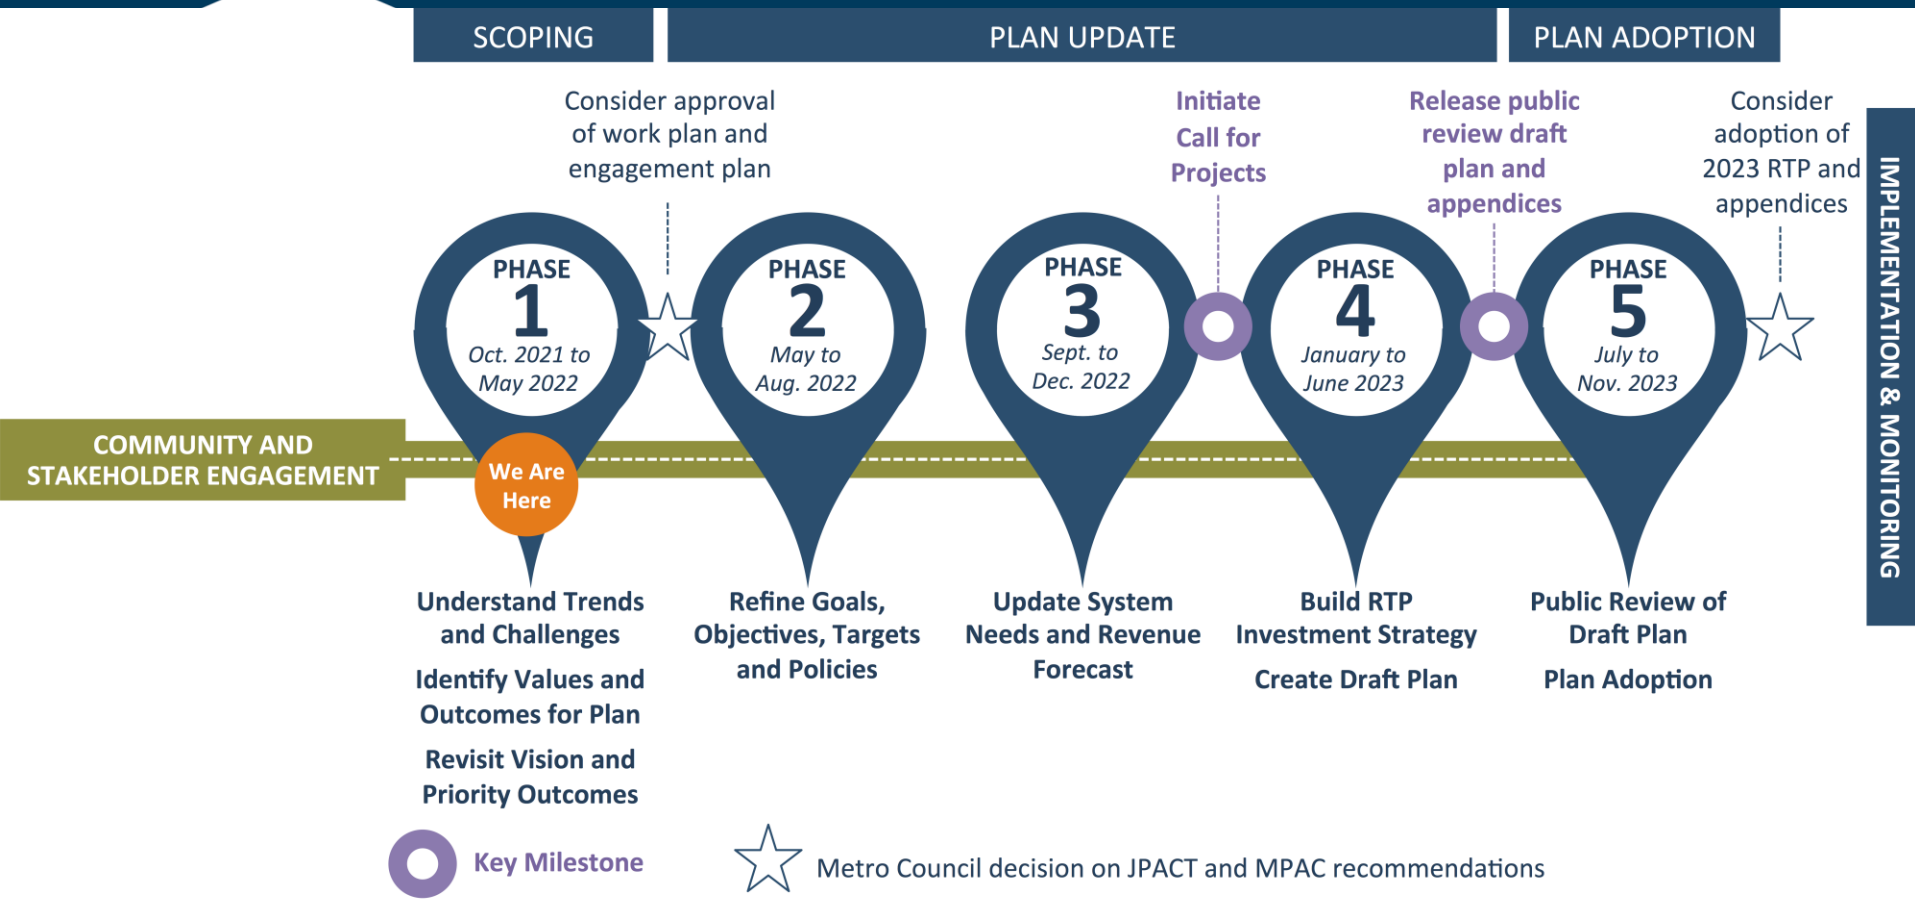 SCOPING
PLAN UPDATE
PLAN ADOPTION
Consider approval
of work plan and
engagement plan
Initiate
Call for
Projects
Release public
review draft
plan and
appendices
Consider
adoption of
2023 RTP and
appendices
IMPLEMENTATION & MONITORING
PHASE
1
Oct. 2021 to
May 2022
PHASE
2
May to
Aug. 2022
PHASE
3
Sept. to
Dec. 2022
PHASE
4
January to
June 2023
PHASE
5
July to
Nov. 2023
COMMUNITY AND
STAKEHOLDER ENGAGEMENT
We Are
Here
Understand Trends
and Challenges
Identify Values and
Outcomes for Plan
Revisit Vision and
Priority Outcomes
Refine Goals,
Objectives, Targets
and Policies
Update System
Needs and Revenue
Forecast
Build RTP
Investment Strategy
Create Draft Plan
Public Review of
Draft Plan
Plan Adoption
Key Milestone
Metro Council decision on JPACT and MPAC recommendations